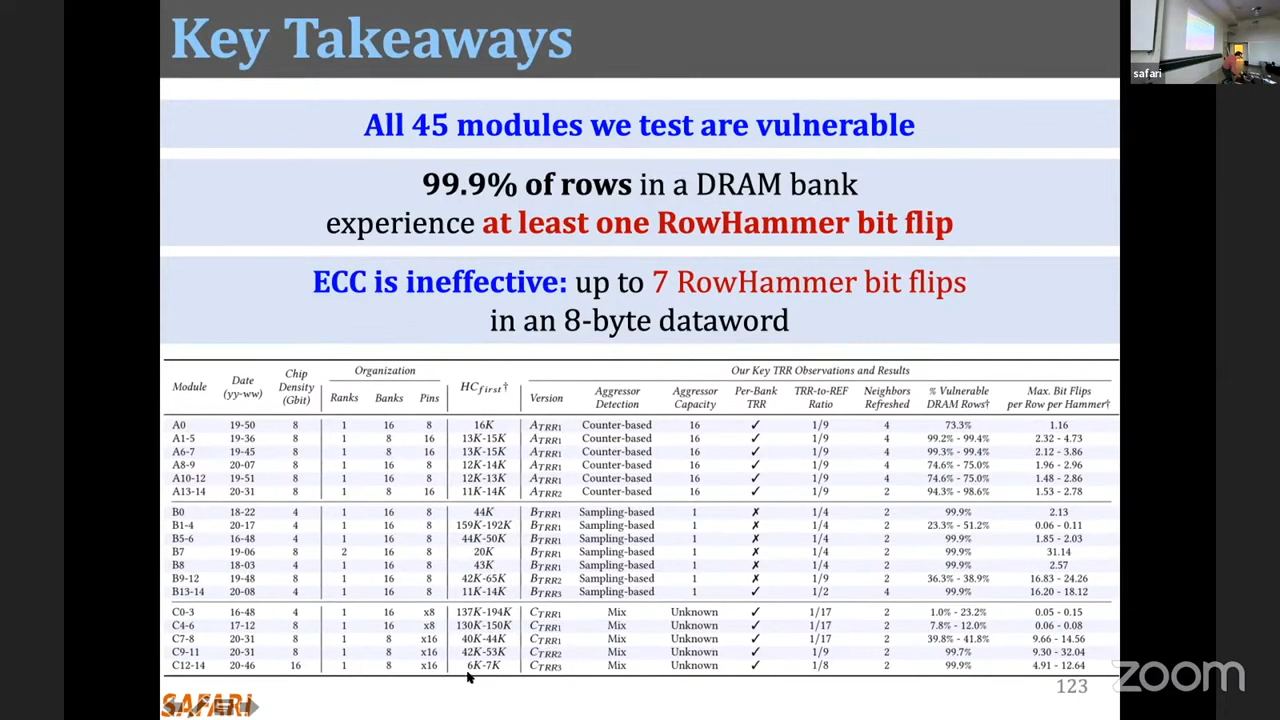 Key Takeaways
safari
All 45 modules we test are vulnerable
99.9% of rows in a DRAM bank
experience at least one RowHammer bit flip
ECC is ineffective: up to 7 RowHammer bit flips
in an 8-byte dataword
Module Date (yy-ww) Chip Density (Gbit) Organization Ranks Banks Pins HCfirst† Our Key TRR Observations and Results Version Aggressor Detection Aggressor Capacity Per-Bank TRR TRR-to-REF Ratio Neighbors Refreshed % Vulnerable DRAM Rows† Max. Bit Flips per Row per Hammer†
A0 19-50 8 1 16 8 16K ATRR1 Counter-based 16 ✓ 1/9 4 73.3% 1.16
A1-5 19-36 8 1 8 16 13K-15K ATRR1 Counter-based 16 ✓ 1/9 4 99.2% - 99.4% 2.32 - 4.73
A6-7 19-45 8 1 8 16 13K-15K ATRR1 Counter-based 16 ✓ 1/9 4 99.3% - 99.4% 2.12 - 3.86
A8-9 20-07 8 1 16 8 12K-14K ATRR1 Counter-based 16 ✓ 1/9 4 74.6% - 75.0% 1.96 - 2.96
A10-12 19-51 8 1 16 8 12K-13K ATRR1 Counter-based 16 ✓ 1/9 4 74.6% - 75.0% 1.48 - 2.86
A13-14 20-31 8 1 8 16 11K-14K ATRR2 Counter-based 16 ✓ 1/9 2 94.3% - 98.6% 1.53 - 2.78
B0 18-22 4 1 16 8 44K BTRR1 Sampling-based 1 ✗ 1/4 2 99.9% 2.13
B1-4 20-17 4 1 16 8 159K-192K BTRR1 Sampling-based 1 ✗ 1/4 2 23.3% - 51.2% 0.06 - 0.11
B5-6 16-48 4 1 16 8 44K-50K BTRR1 Sampling-based 1 ✗ 1/4 2 99.9% 1.85 - 2.03
B7 19-06 8 2 16 8 20K BTRR1 Sampling-based 1 ✗ 1/4 2 99.9% 31.14
B8 18-03 4 1 16 8 43K BTRR1 Sampling-based 1 ✗ 1/4 2 99.9% 2.57
B9-12 19-48 8 1 16 8 42K-65K BTRR2 Sampling-based 1 ✗ 1/9 2 36.3% - 38.9% 16.83 - 24.26
B13-14 20-08 4 1 16 8 11K-14K BTRR3 Sampling-based 1 ✓ 1/2 4 99.9% 16.20 - 18.12
C0-3 16-48 4 1 16 x8 137K-194K CTRR1 Mix Unknown ✓ 1/17 2 1.0% - 23.2% 0.05 - 0.15
C4-6 17-12 8 1 16 x8 130K-150K CTRR1 Mix Unknown ✓ 1/17 2 7.8% - 12.0% 0.06 - 0.08
C7-8 20-31 8 1 8 x16 40K-44K CTRR1 Mix Unknown ✓ 1/17 2 39.8% - 41.8% 9.66 - 14.56
C9-11 20-31 8 1 8 x16 42K-53K CTRR2 Mix Unknown ✓ 1/9 2 99.7% 9.30 - 32.04
C12-14 20-46 16 1 8 x16 6K-7K CTRR3 Mix Unknown ✓ 1/8 2 99.9% 4.91 - 12.64
SAFARI
123
zoom